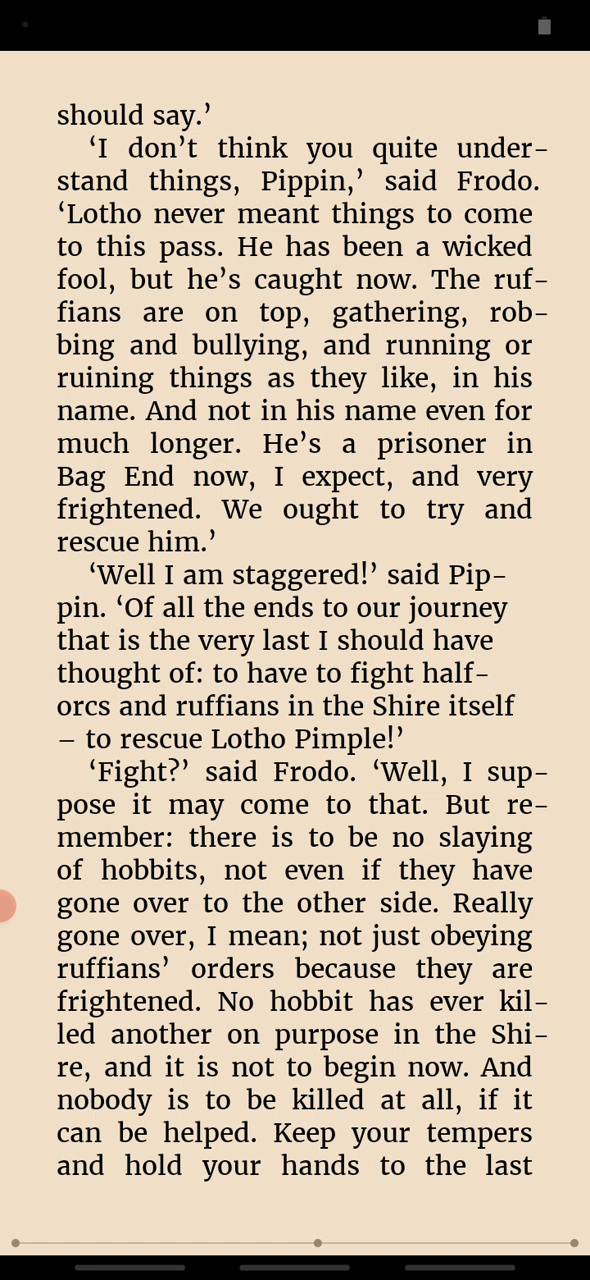 should say.’
‘I don’t think you quite under-
stand things, Pippin,’ said Frodo.
‘Lotho never meant things to come
to this pass. He has been a wicked
fool, but he’s caught now. The ruf-
fians are on top, gathering, rob-
bing and bullying, and running or
ruining things as they like, in his
name. And not in his name even for
much longer. He’s a prisoner in
Bag End now, I expect, and very
frightened. We ought to try and
rescue him.’
‘Well I am staggered!’ said Pip-
pin. ‘Of all the ends to our journey
that is the very last I should have
thought of: to have to fight half-
orcs and ruffians in the Shire itself
– to rescue Lotho Pimple!’
‘Fight?’ said Frodo. ‘Well, I sup-
pose it may come to that. But re-
member: there is to be no slaying
of hobbits, not even if they have
gone over to the other side. Really
gone over, I mean; not just obeying
ruffians’ orders because they are
frightened. No hobbit has ever kil-
led another on purpose in the Shi-
re, and it is not to begin now. And
nobody is to be killed at all, if it
can be helped. Keep your tempers
and hold your hands to the last